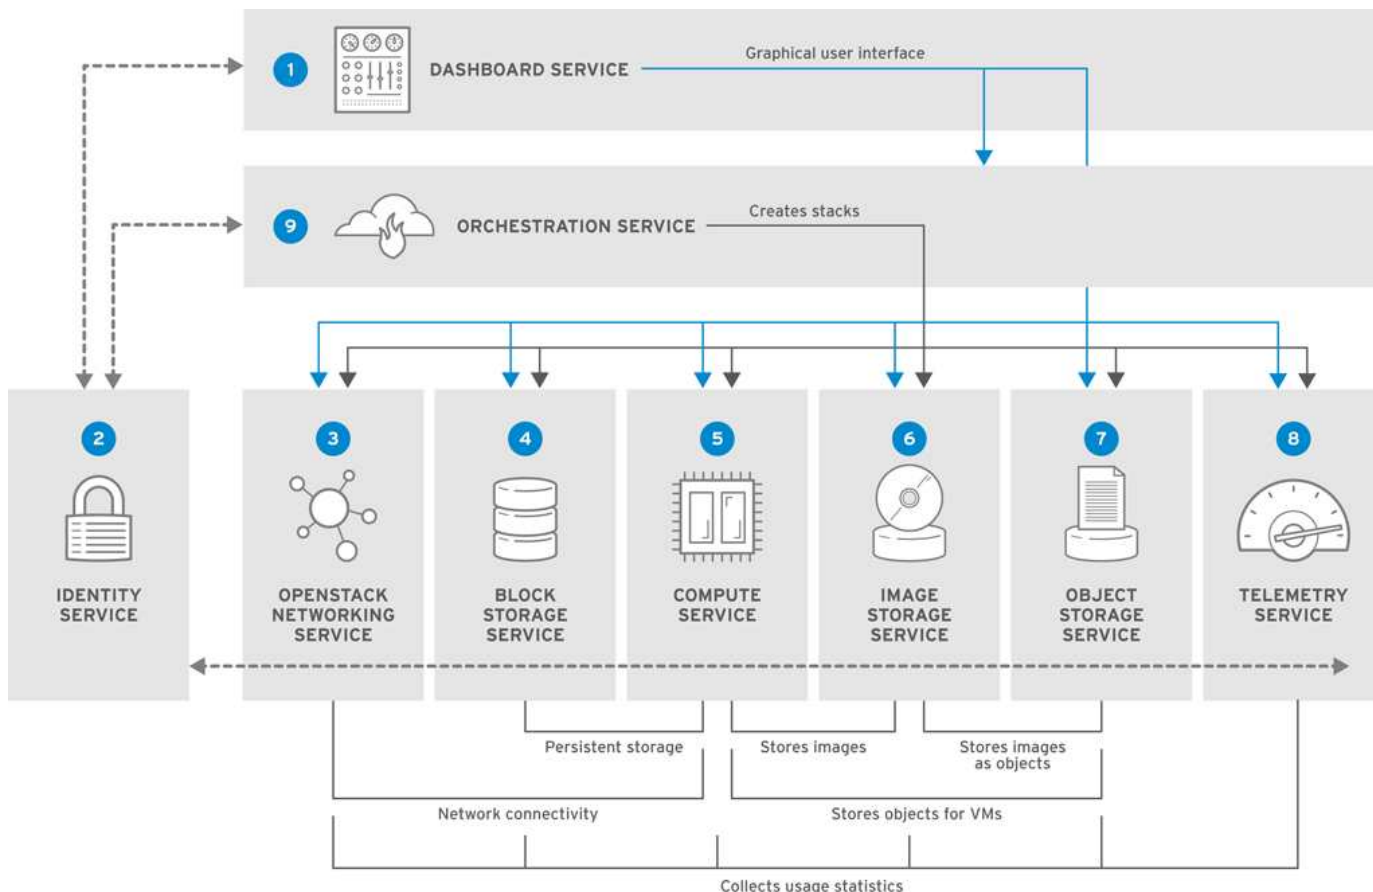 1
DASHBOARD SERVICE
Graphical user interface
9
ORCHESTRATION SERVICE
Creates stacks
2
IDENTITY
SERVICE
3
OPENSTACK
NETWORKING
SERVICE
4
BLOCK
STORAGE
SERVICE
5
COMPUTE
SERVICE
6
IMAGE
STORAGE
SERVICE
7
OBJECT
STORAGE
SERVICE
8
TELEMETRY
SERVICE
Persistent storage
Stores images
Stores images
as objects
Network connectivity
Stores objects for VMs
Collects usage statistics